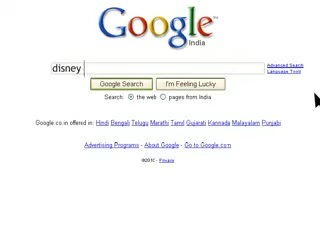 Google
India
disney
Advanced Search
Language Tools
Google Search I'm Feeling Lucky
Search: the web pages from India
Google.co.in offered in: Hindi Bengali Telugu Marathi Tamil Gujarati Kannada Malayalam Punjabi
Advertising Programs - About Google - Go to Google.com
©2010 - Privacy